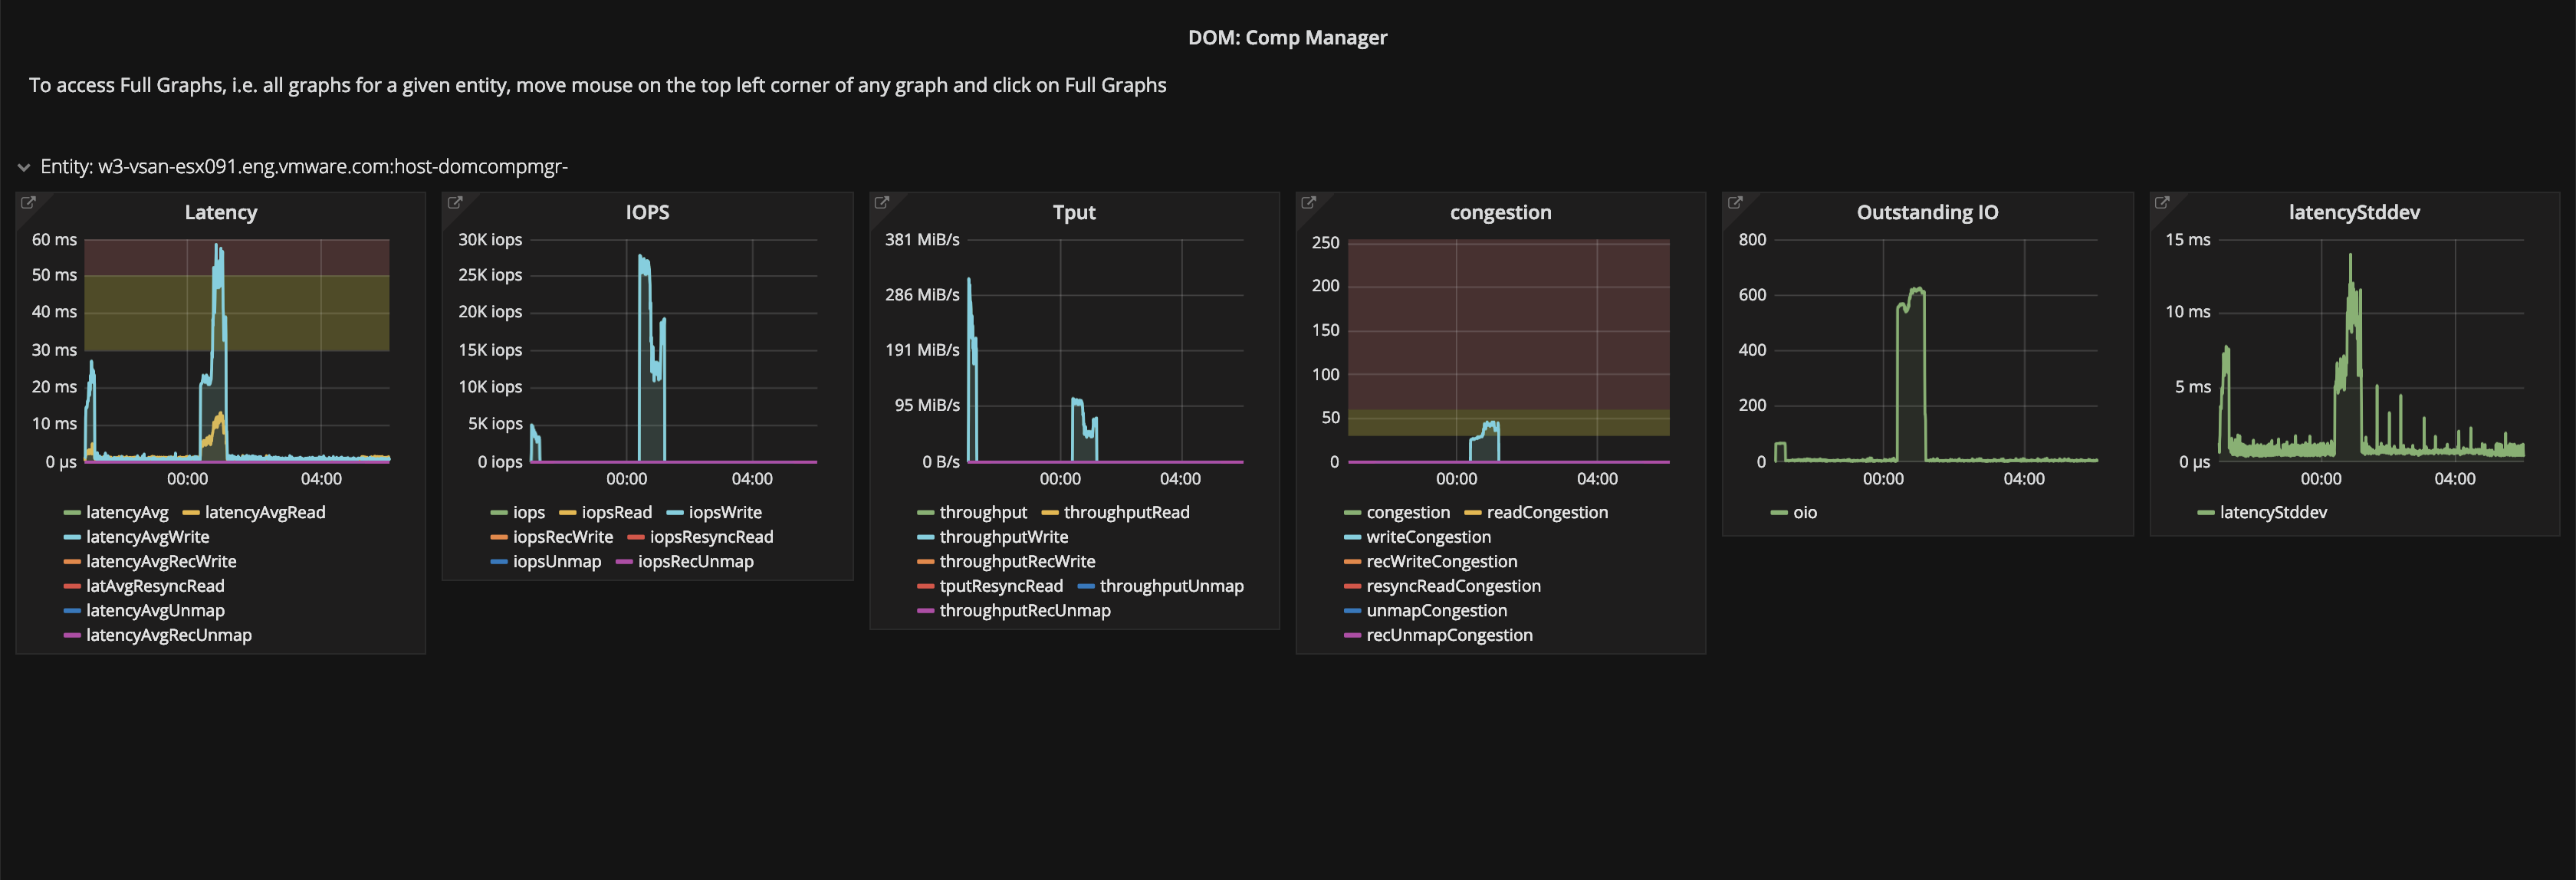 DOM: Comp Manager
To access Full Graphs, i.e. all graphs for a given entity, move mouse on the top left corner of any graph and click on Full Graphs
Entity: w3-vsan-esx091.eng.vmware.com:host-domcompmgr-
Latency
60 ms
50 ms
40 ms
30 ms
20 ms
10 ms
0 µs
00:00 04:00
latencyAvg latencyAvgRead
latencyAvgWrite
latencyAvgRecWrite
latAvgResyncRead
latencyAvgUnmap
latencyAvgRecUnmap
IOPS
30K iops
25K iops
20K iops
15K iops
10K iops
5K iops
0 iops
00:00 04:00
iops iopsRead iopsWrite
iopsRecWrite iopsResyncRead
iopsUnmap iopsRecUnmap
Tput
381 MiB/s
286 MiB/s
191 MiB/s
95 MiB/s
0 B/s
00:00 04:00
throughput throughputRead
throughputWrite
throughputRecWrite
tputResyncRead throughputUnmap
throughputRecUnmap
congestion
250
200
150
100
50
0
00:00 04:00
congestion readCongestion
writeCongestion
recWriteCongestion
resyncReadCongestion
unmapCongestion
recUnmapCongestion
Outstanding IO
800
600
400
200
0
00:00 04:00
oio
latencyStddev
15 ms
10 ms
5 ms
0 µs
00:00 04:00
latencyStddev